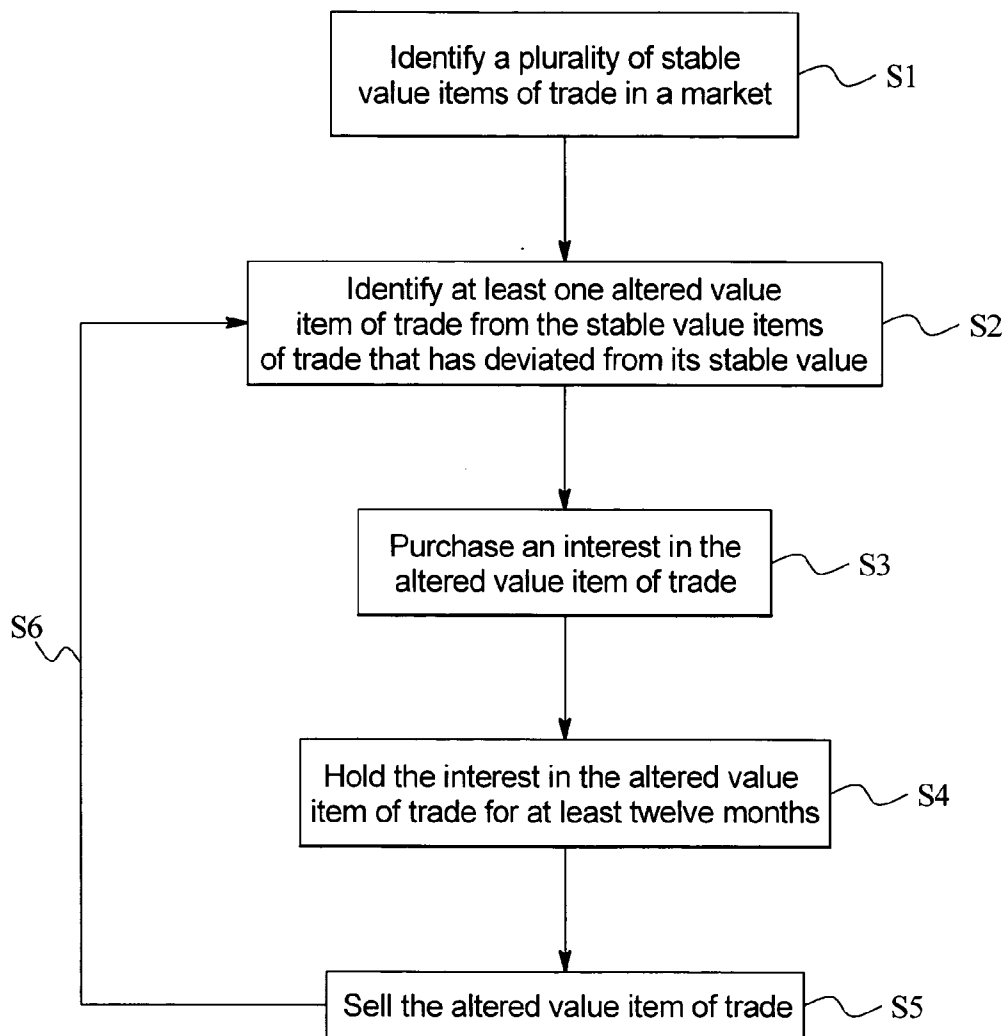 Identify a plurality of stable
value items of trade in a market
S1
Identify at least one altered value
item of trade from the stable value items
of trade that has deviated from its stable value
S2
Purchase an interest in the
altered value item of trade
S3
S6
Hold the interest in the altered value
item of trade for at least twelve months
S4
Sell the altered value item of trade
S5